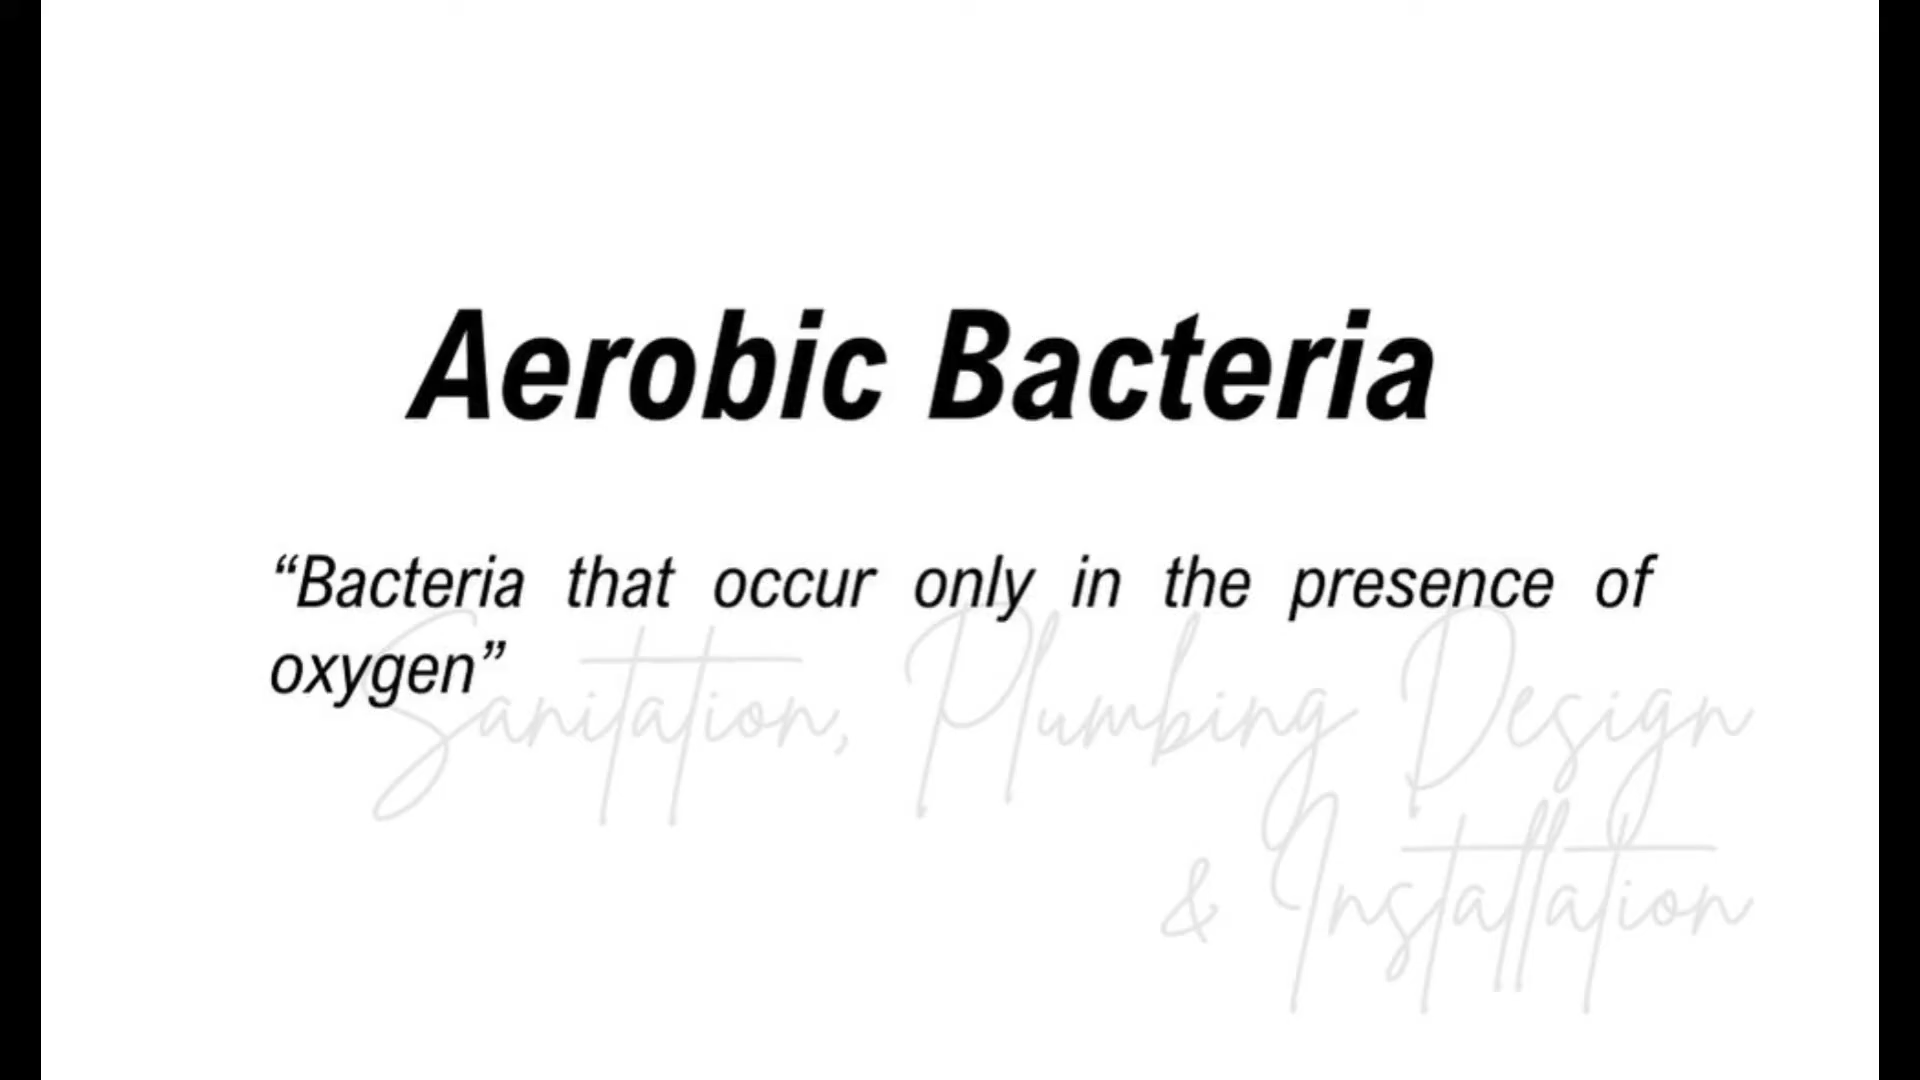 Aerobic Bacteria
“Bacteria that occur only in the presence of
oxygen”
Sanitation, Plumbing Design
& Installation